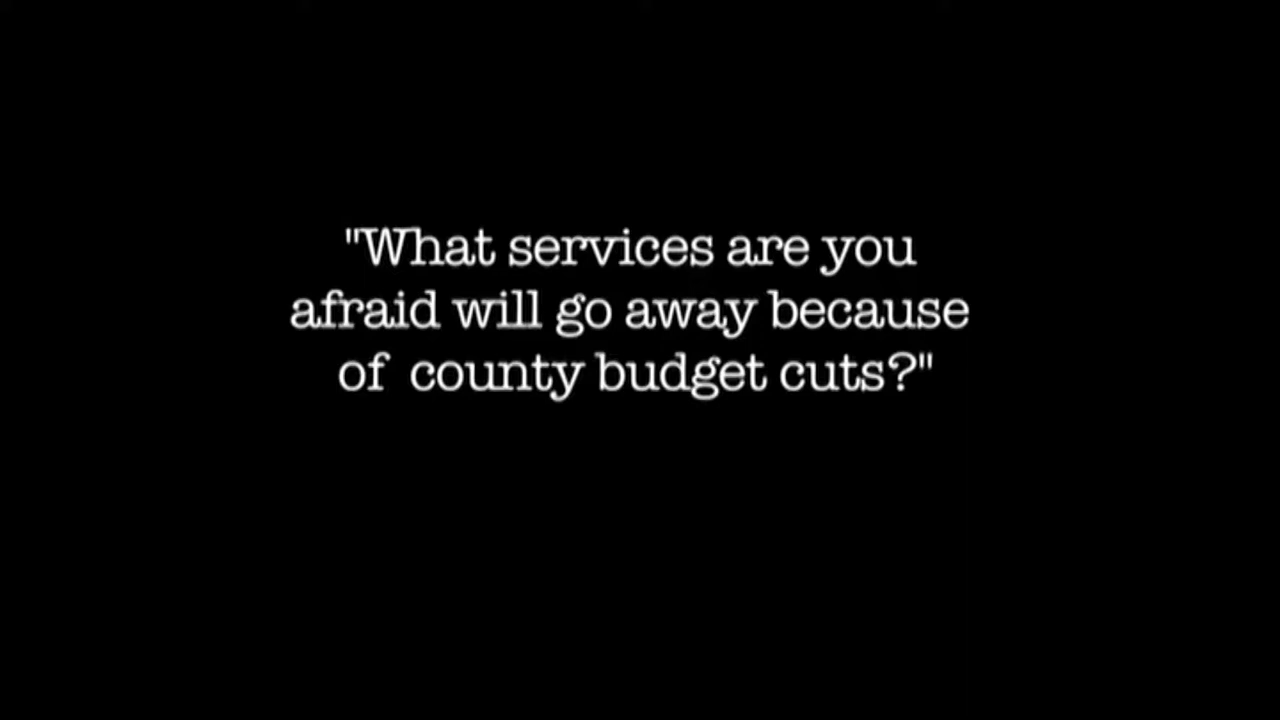 "What services are you
afraid will go away because
of  county budget cuts?"